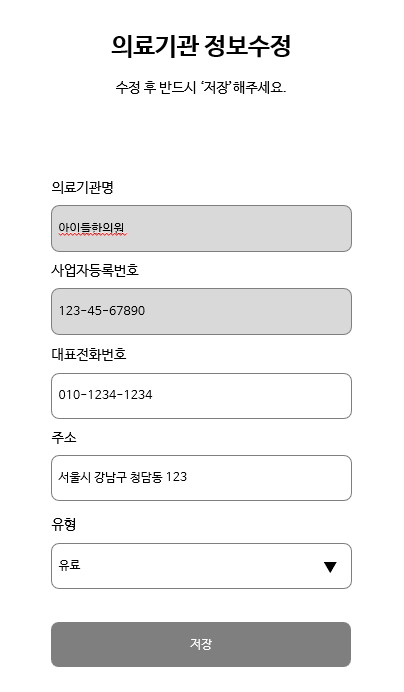 의료기관 정보수정
수정 후 반드시 ‘저장’해주세요.
의료기관명
아이들한의원
사업자등록번호
123-45-67890
대표전화번호
010-1234-1234
주소
서울시 강남구 청담동 123
유형
유료
저장